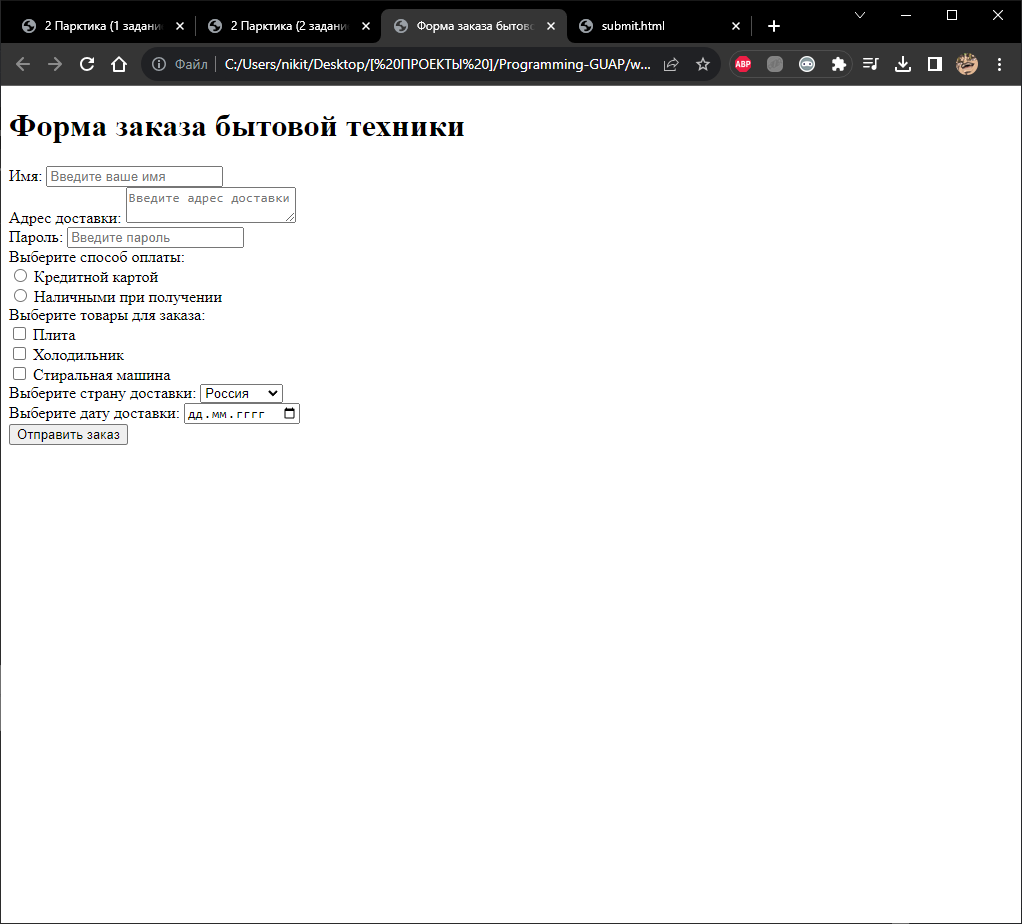 2 Парктика (1 задани
2 Парктика (2 задани
Форма заказа бытово
submit.html
Файл
C:/Users/nikit/Desktop/[%20ПРОЕКТЫ%20]/Programming-GUAP/w...
ABP
Форма заказа бытовой техники
Имя: Введите ваше имя
Адрес доставки: Введите адрес доставки
Пароль: Введите пароль
Выберите способ оплаты:
Кредитной картой
Наличными при получении
Выберите товары для заказа:
Плита
Холодильник
Стиральная машина
Выберите страну доставки: Россия
Выберите дату доставки: дд.мм.гггг
Отправить заказ